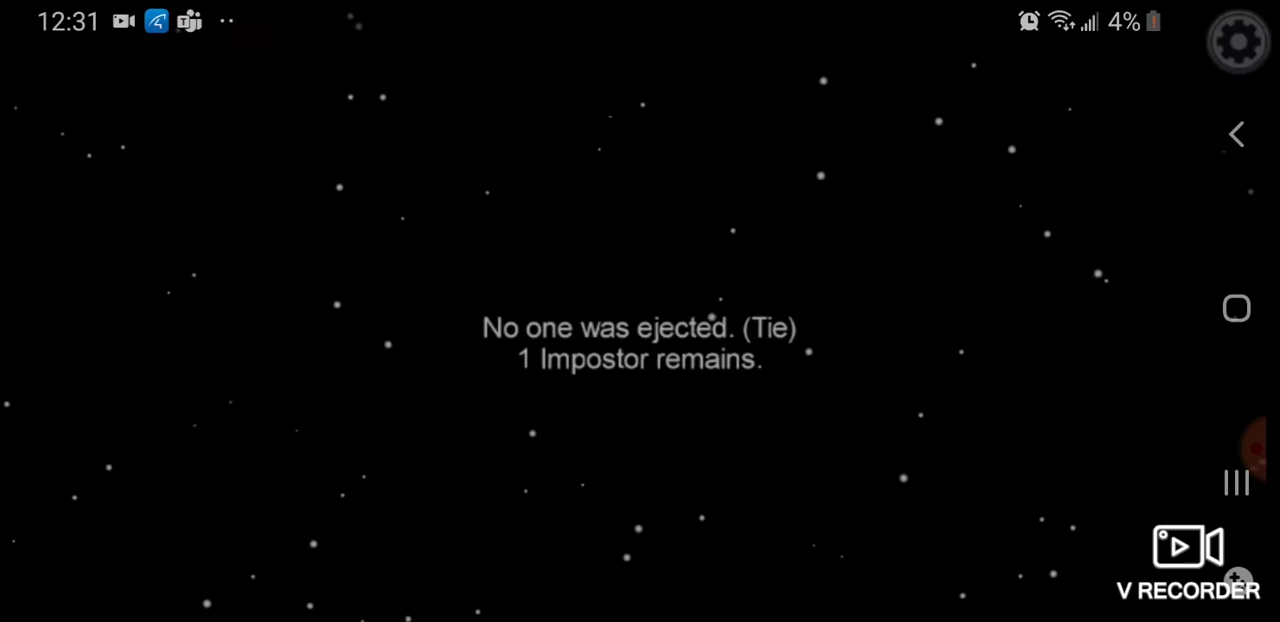 12:31
4%
No one was ejected. (Tie)
1 Impostor remains.
V RECORDER